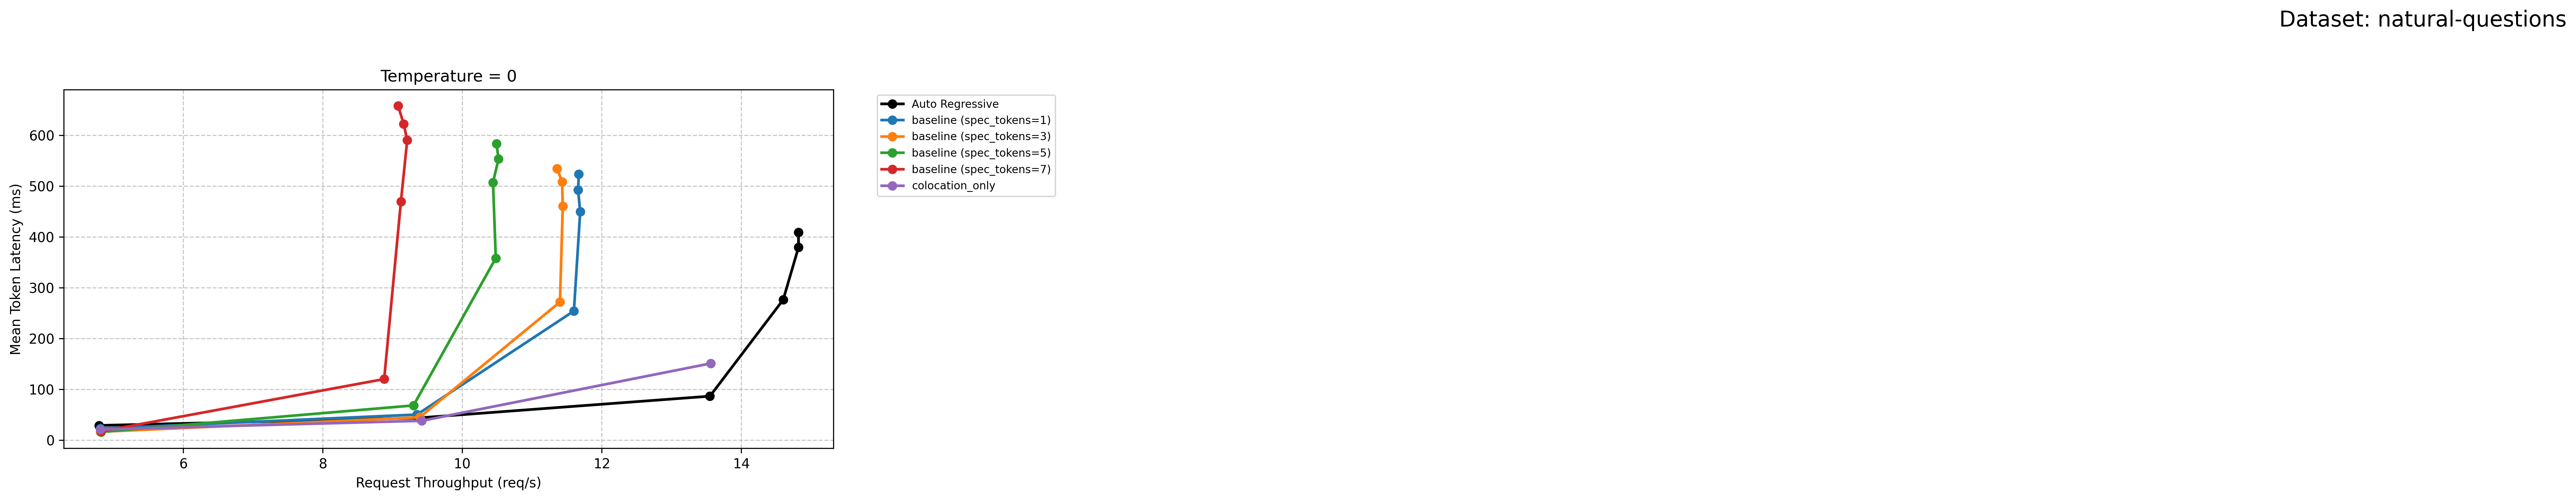 Dataset: natural-questions
Temperature = 0
Mean Token Latency (ms)
600
500
400
300
200
100
0
6
8
10
12
14
Request Throughput (req/s)
Auto Regressive
baseline (spec_tokens=1)
baseline (spec_tokens=3)
baseline (spec_tokens=5)
baseline (spec_tokens=7)
colocation_only